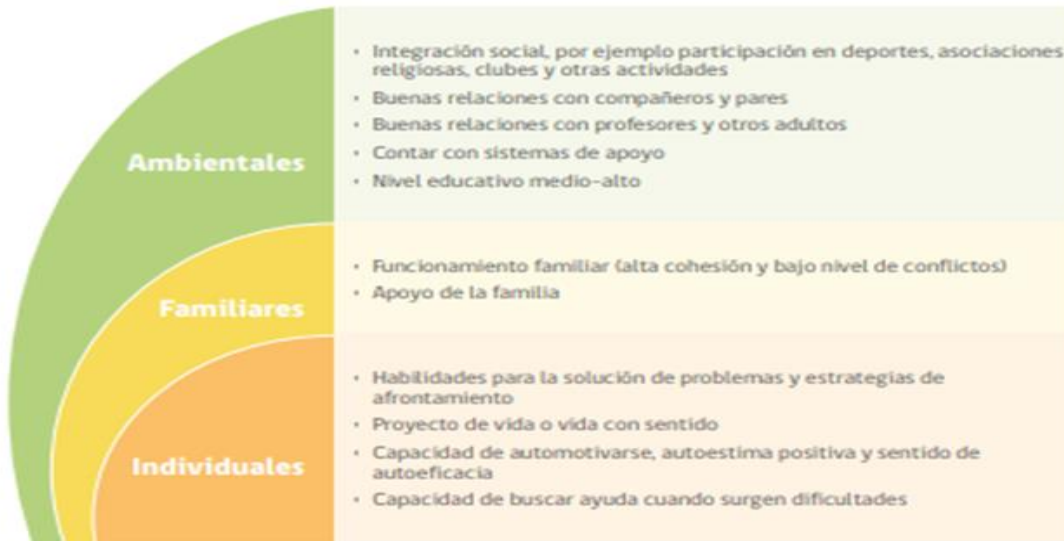 Ambientales
• Integración social, por ejemplo participación en deportes, asociaciones
religiosas, clubes y otras actividades
• Buenas relaciones con compañeros y pares
• Buenas relaciones con profesores y otros adultos
• Contar con sistemas de apoyo
• Nivel educativo medio-alto
Familiares
• Funcionamiento familiar (alta cohesión y bajo nivel de conflictos)
• Apoyo de la familia
Individuales
• Habilidades para la solución de problemas y estrategias de
afrontamiento
• Proyecto de vida o vida con sentido
• Capacidad de automotivarse, autoestima positiva y sentido de
autoeficacia
• Capacidad de buscar ayuda cuando surgen dificultades